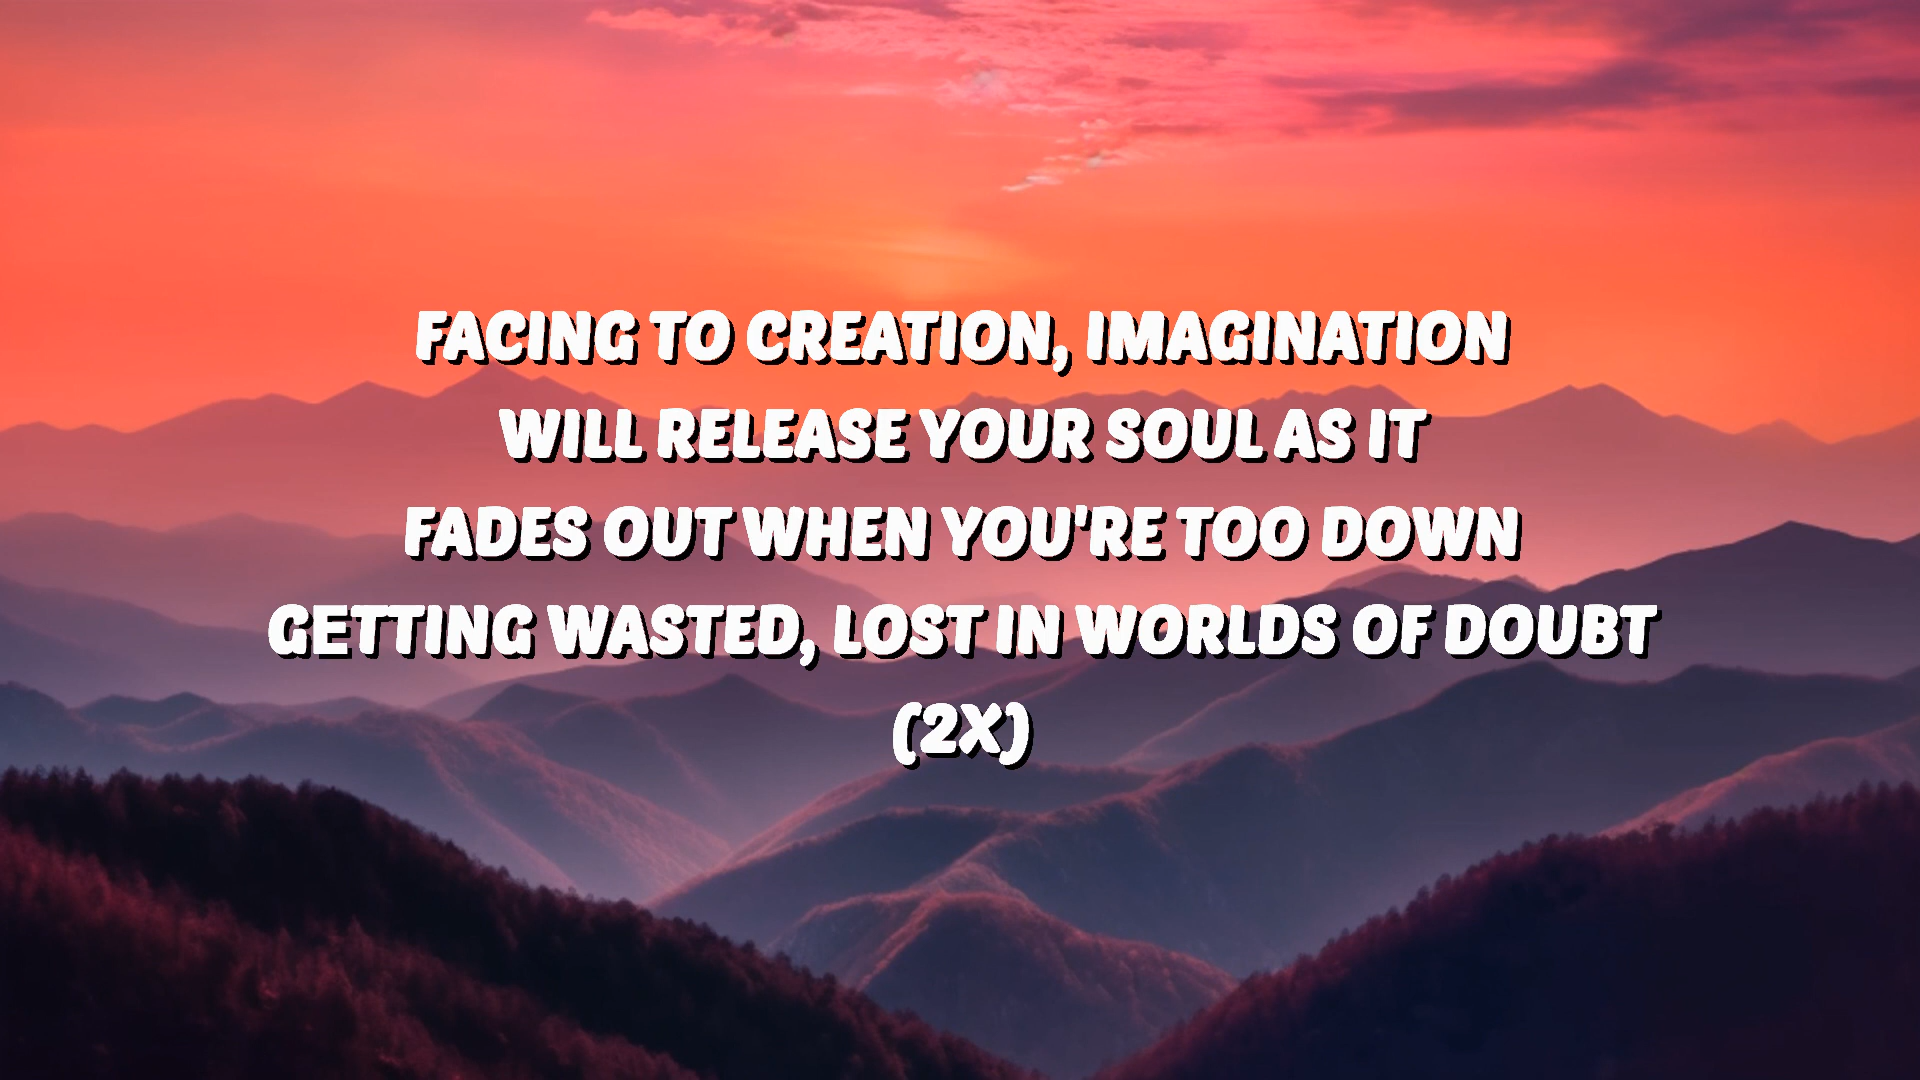 FACING TO CREATION, IMAGINATION
WILL RELEASE YOUR SOUL AS IT
FADES OUT WHEN YOU'RE TOO DOWN
GETTING WASTED, LOST IN WORLDS OF DOUBT
(2X)